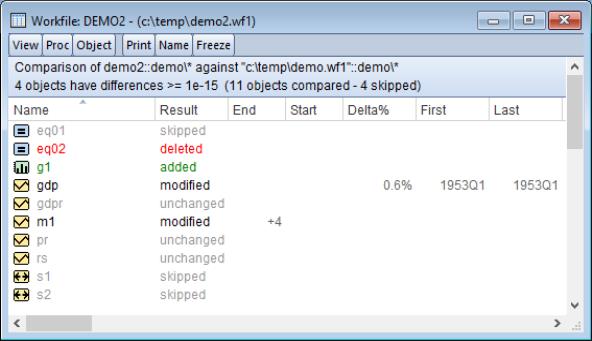 Workfile: DEMO2 - (c:\temp\demo2.wf1)
View Proc Object Print Name Freeze
Comparison of demo2::demo\* against "c:\temp\demo.wf1"::demo\*
4 objects have differences >= 1e-15 (11 objects compared - 4 skipped)
Name Result End Start Delta% First Last
eq01 skipped
eq02 deleted
g1 added
gdp modified 0.6% 1953Q1 1953Q1
gdpr unchanged
m1 modified +4
pr unchanged
rs unchanged
s1 skipped
s2 skipped